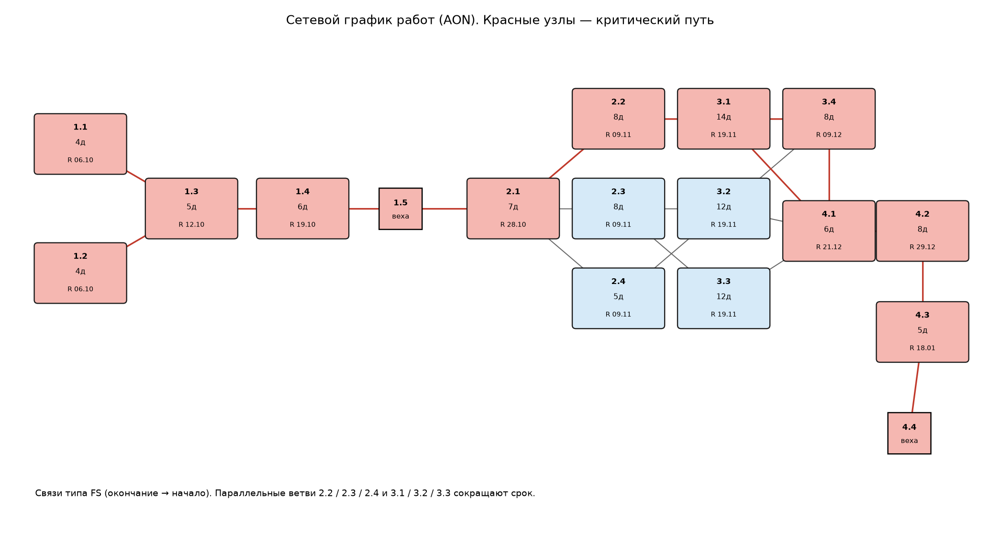 Сетевой график работ (AON). Красные узлы — критический путь
1.1
4д
R 06.10
1.2
4д
R 06.10
1.3
5д
R 12.10
1.4
6д
R 19.10
1.5
веха
2.1
7д
R 28.10
2.2
8д
R 09.11
2.3
8д
R 09.11
2.4
5д
R 09.11
3.1
14д
R 19.11
3.2
12д
R 19.11
3.3
12д
R 19.11
3.4
8д
R 09.12
4.1
6д
R 21.12
4.2
8д
R 29.12
4.3
5д
R 18.01
4.4
веха
Связи типа FS (окончание → начало). Параллельные ветви 2.2 / 2.3 / 2.4 и 3.1 / 3.2 / 3.3 сокращают срок.